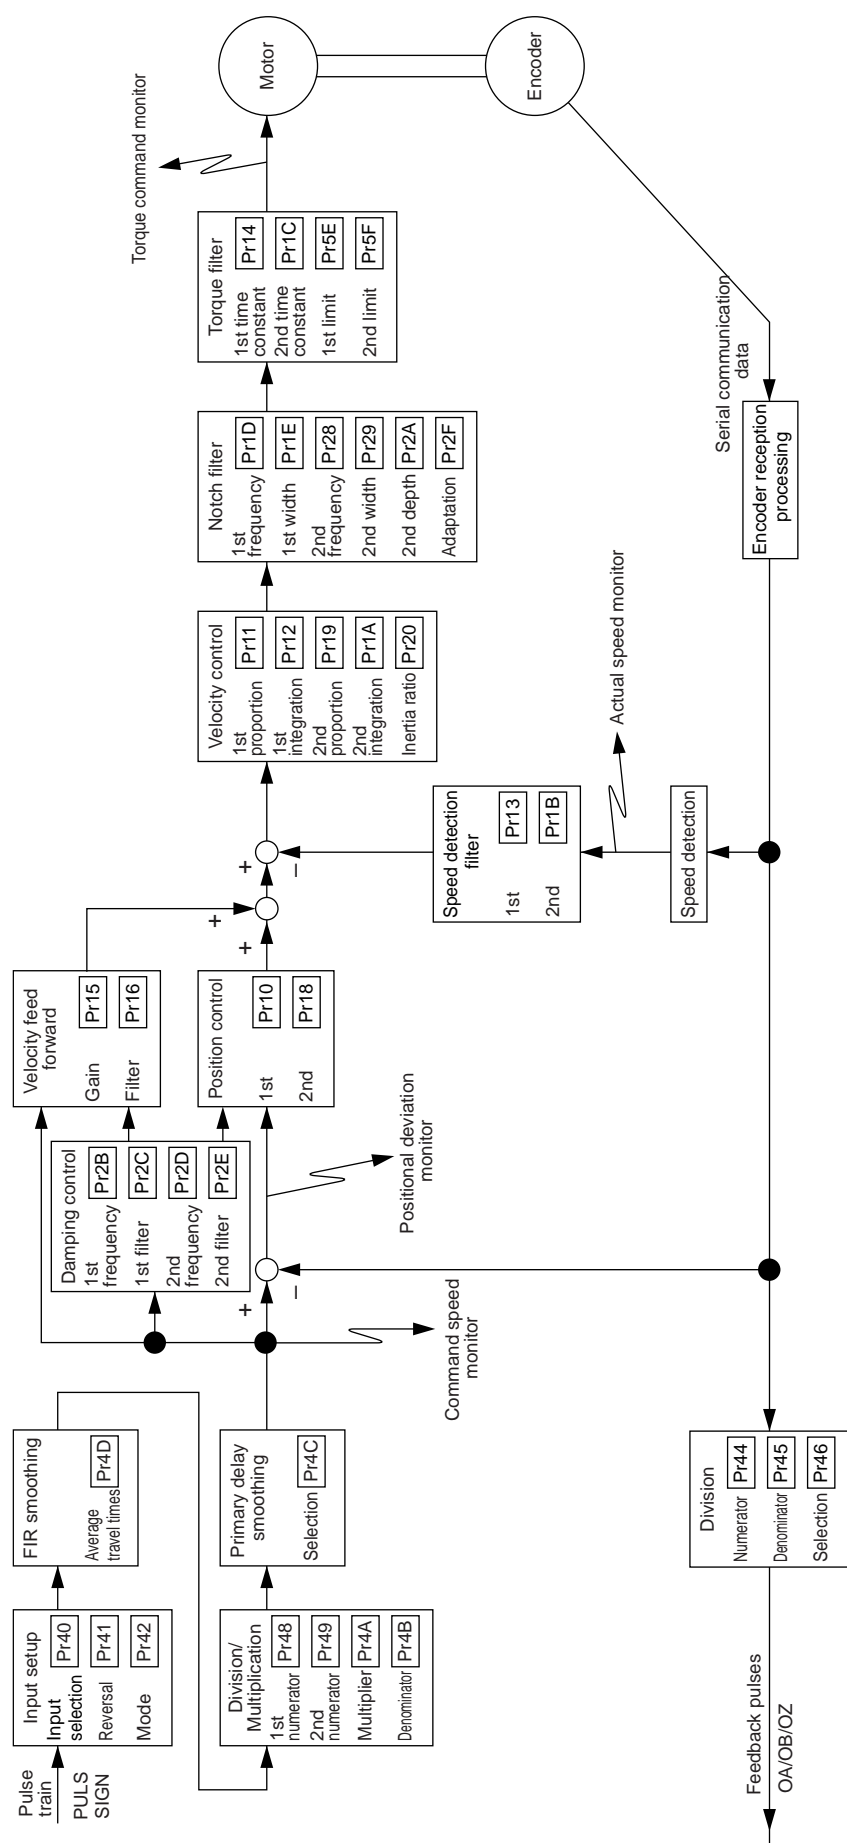 Pulse
train
PULS
SIGN
Input setup
Input
selection
Pr40
Reversal
Pr41
Mode
Pr42
FIR smoothing
Average
travel times
Pr4D
Division/
Multiplication
1st
numerator
Pr48
2nd
numerator
Pr49
Multiplier
Pr4A
Denominator
Pr4B
Primary delay
smoothing
Selection
Pr4C
Command speed
monitor
+
−
Damping control
1st
frequency
Pr2B
1st filter
Pr2C
2nd
frequency
Pr2D
2nd filter
Pr2E
Positional deviation
monitor
Velocity feed
forward
Gain
Pr15
Filter
Pr16
Position control
1st
Pr10
2nd
Pr18
+
+
+
−
Velocity control
1st
proportion
Pr11
1st
integration
Pr12
2nd
proportion
Pr19
2nd
integration
Pr1A
Inertia ratio
Pr20
Notch filter
1st
frequency
Pr1D
1st width
Pr1E
2nd
frequency
Pr28
2nd width
Pr29
2nd depth
Pr2A
Adaptation
Pr2F
Torque filter
1st time
constant
Pr14
2nd time
constant
Pr1C
1st limit
Pr5E
2nd limit
Pr5F
Torque command monitor
Motor
Encoder
Serial communication
data
Encoder reception
processing
Speed detection
Actual speed monitor
Speed detection
filter
1st
Pr13
2nd
Pr1B
Division
Numerator
Pr44
Denominator
Pr45
Selection
Pr46
Feedback pulses
OA/OB/OZ